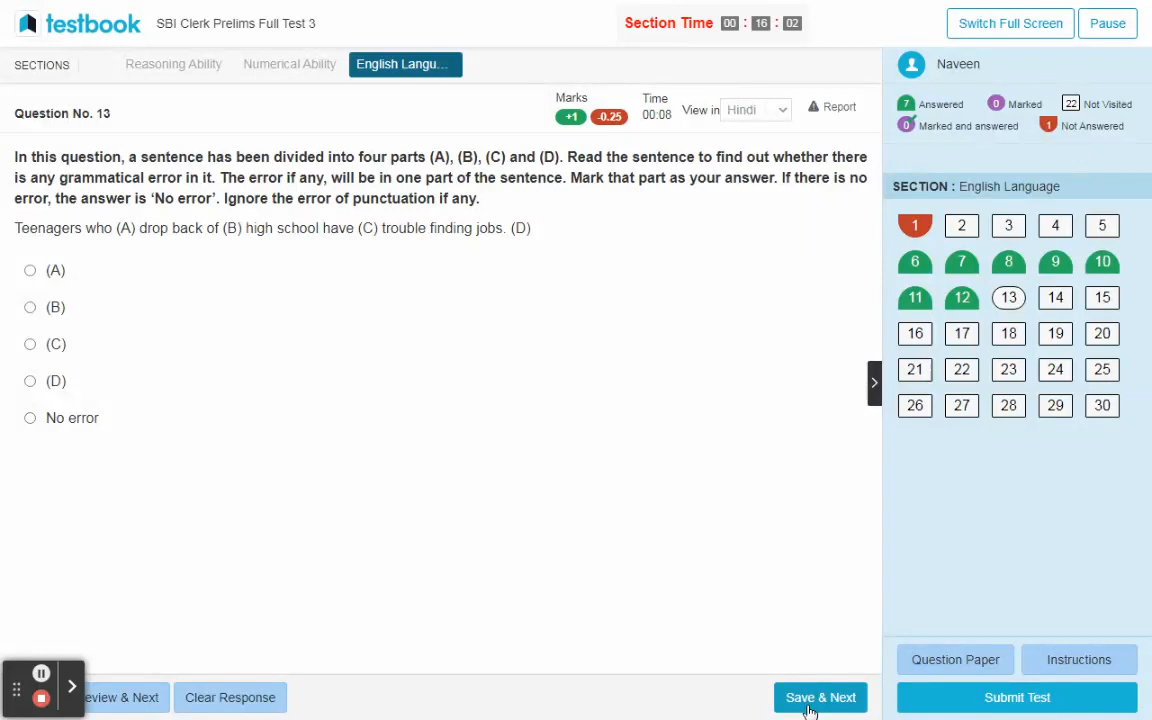 testbook SBI Clerk Prelims Full Test 3 Section Time 00 : 16 : 02 Switch Full Screen Pause
SECTIONS Reasoning Ability Numerical Ability English Langu...
Naveen
Question No. 13
Marks
+1 -0.25
Time
00:08
View in Hindi
Report
7 Answered 0 Marked 22 Not Visited
0 Marked and answered 1 Not Answered
In this question, a sentence has been divided into four parts (A), (B), (C) and (D). Read the sentence to find out whether there
is any grammatical error in it. The error if any, will be in one part of the sentence. Mark that part as your answer. If there is no
error, the answer is ‘No error’. Ignore the error of punctuation if any.
Teenagers who (A) drop back of (B) high school have (C) trouble finding jobs. (D)
(A)
(B)
(C)
(D)
No error
SECTION : English Language
1 2 3 4 5
6 7 8 9 10
11 12 13 14 15
16 17 18 19 20
21 22 23 24 25
26 27 28 29 30
Question Paper Instructions
eview & Next Clear Response Save & Next Submit Test